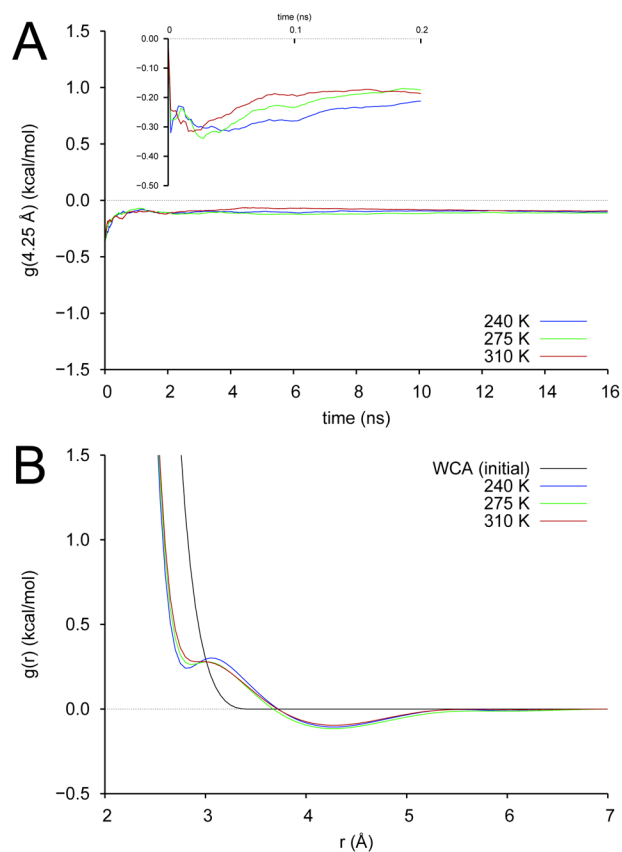 A
time (ns)
0
0.1
0.2
0.00
−0.10
−0.20
−0.30
−0.40
−0.50
1.5
1.0
0.5
0.0
−0.5
−1.0
−1.5
g(4.25 Å) (kcal/mol)
240 K
275 K
310 K
0
2
4
6
8
10
12
14
16
time (ns)
B
1.5
1.0
0.5
0.0
−0.5
g(r) (kcal/mol)
WCA (initial)
240 K
275 K
310 K
2
3
4
5
6
7
r (Å)